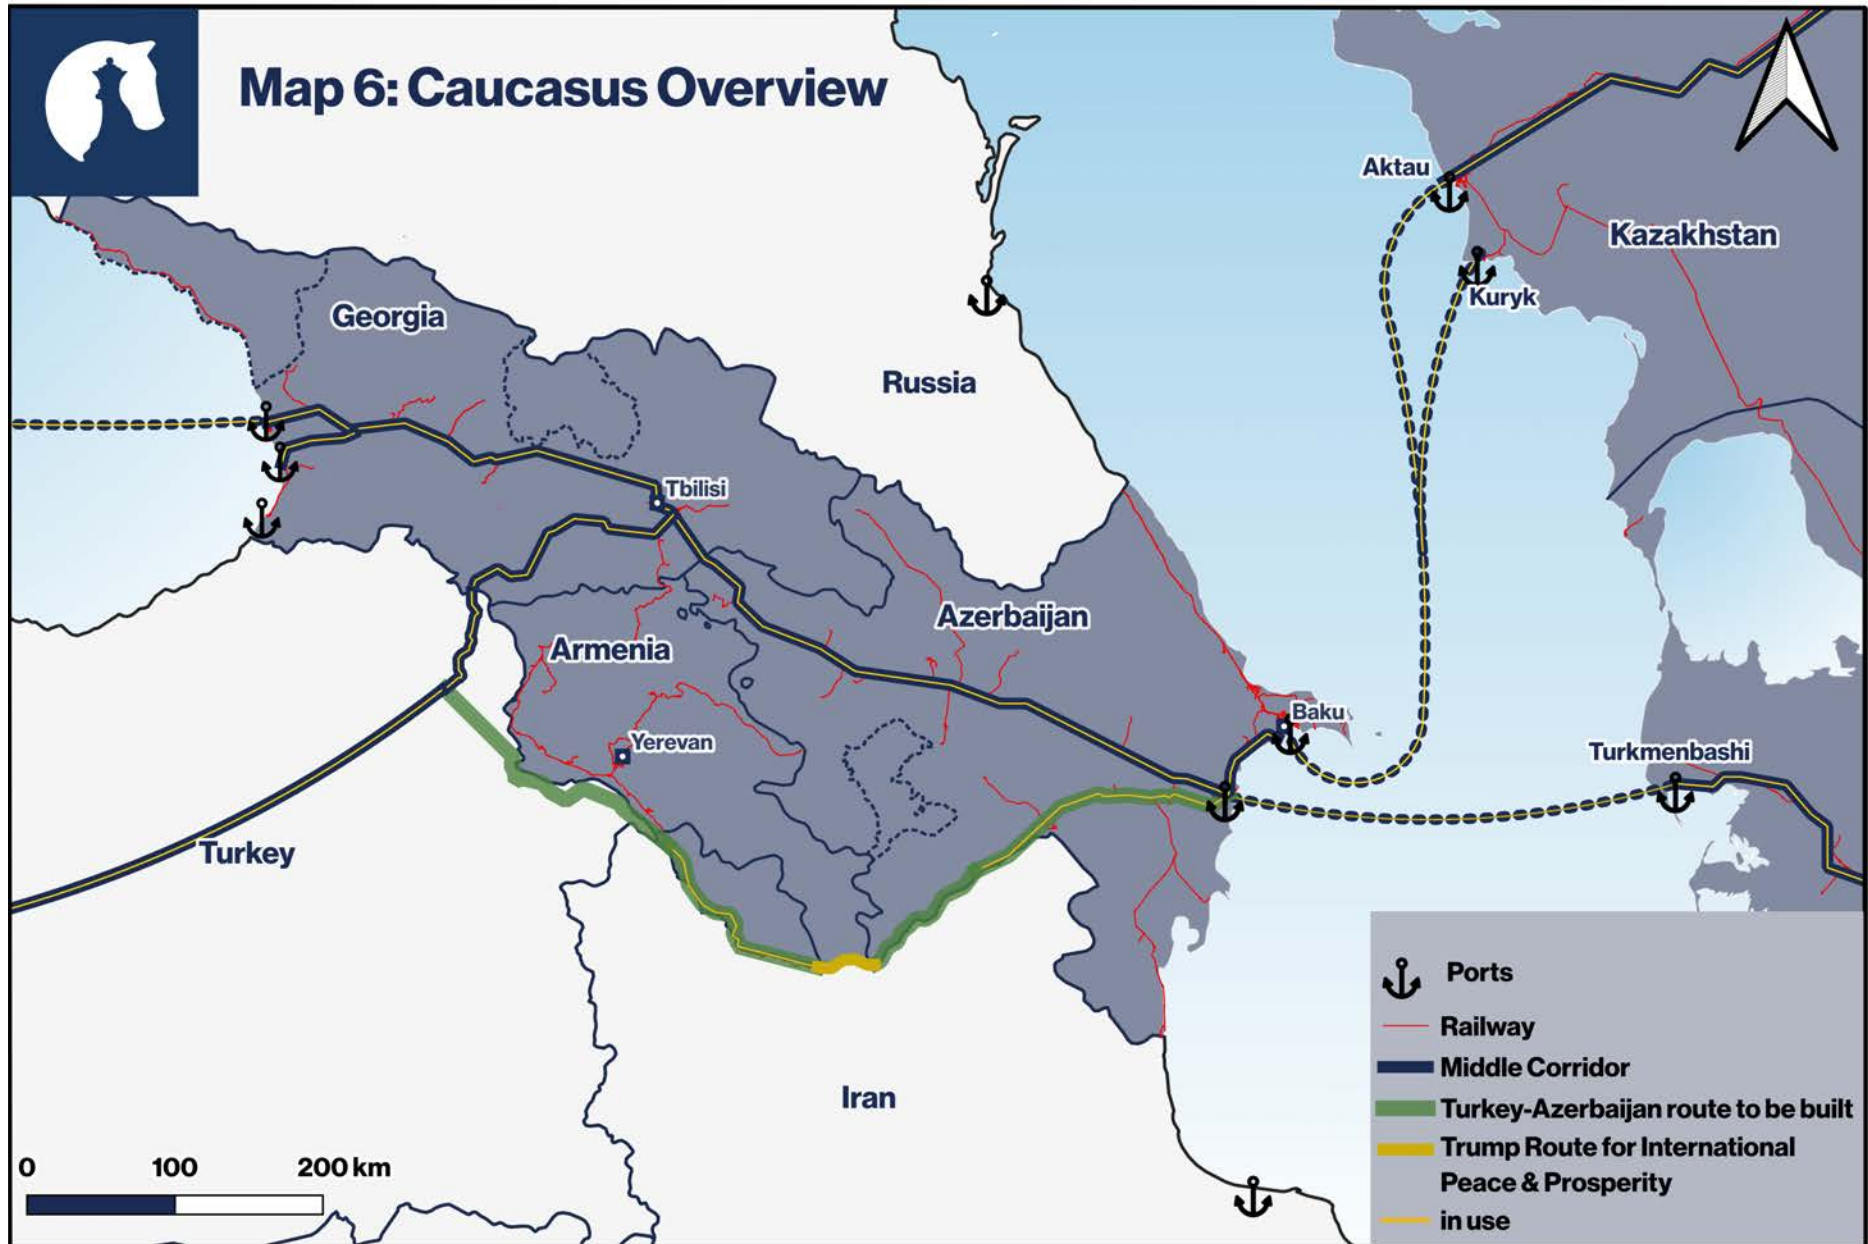 Map 6: Caucasus Overview
Aktau
Kazakhstan
Kuryk
Georgia
Russia
Tbilisi
Azerbaijan
Armenia
Baku
Yerevan
Turkmenbashi
Turkey
Iran
0 100 200 km
Ports
Railway
Middle Corridor
Turkey-Azerbaijan route to be built
Trump Route for International
Peace & Prosperity
in use